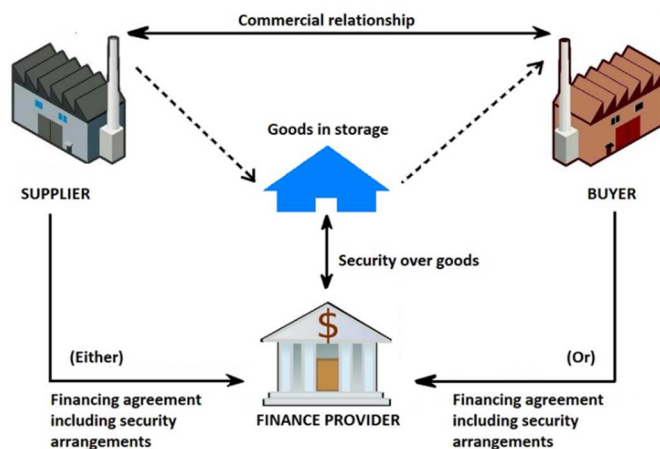 Commercial relationship
Goods in storage
SUPPLIER
BUYER
Security over goods
$
(Either)
(Or)
Financing agreement
including security
arrangements
FINANCE PROVIDER
Financing agreement
including security
arrangements